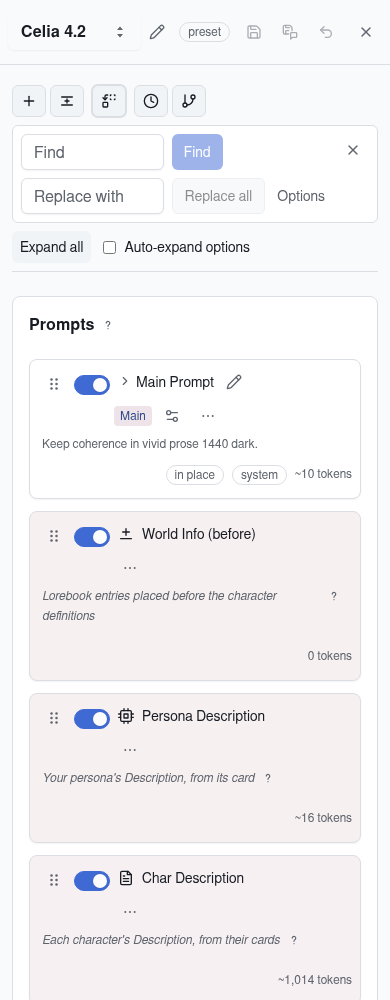 Celia 4.2
preset
Find
Find
Replace with
Replace all
Options
Expand all
Auto-expand options
Prompts ?
Main Prompt
Main
...
Keep coherence in vivid prose 1440 dark.
in place system ~10 tokens
World Info (before)
...
Lorebook entries placed before the character ?
definitions
0 tokens
Persona Description
...
Your persona's Description, from its card ?
~16 tokens
Char Description
...
Each character's Description, from their cards ?
~1,014 tokens